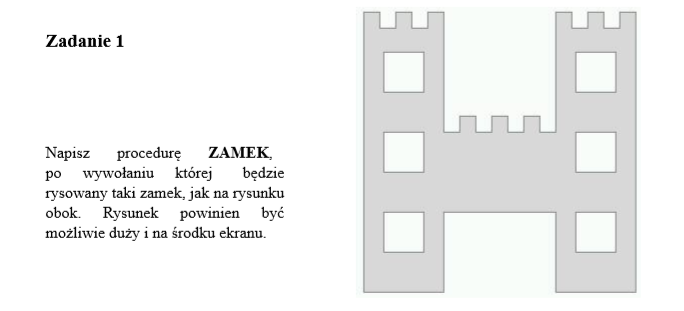 Zadanie 1
Napisz procedurę ZAMEK,
po wywołaniu której będzie
rysowany taki zamek, jak na rysunku
obok. Rysunek powinien być
możliwie duży i na środku ekranu.